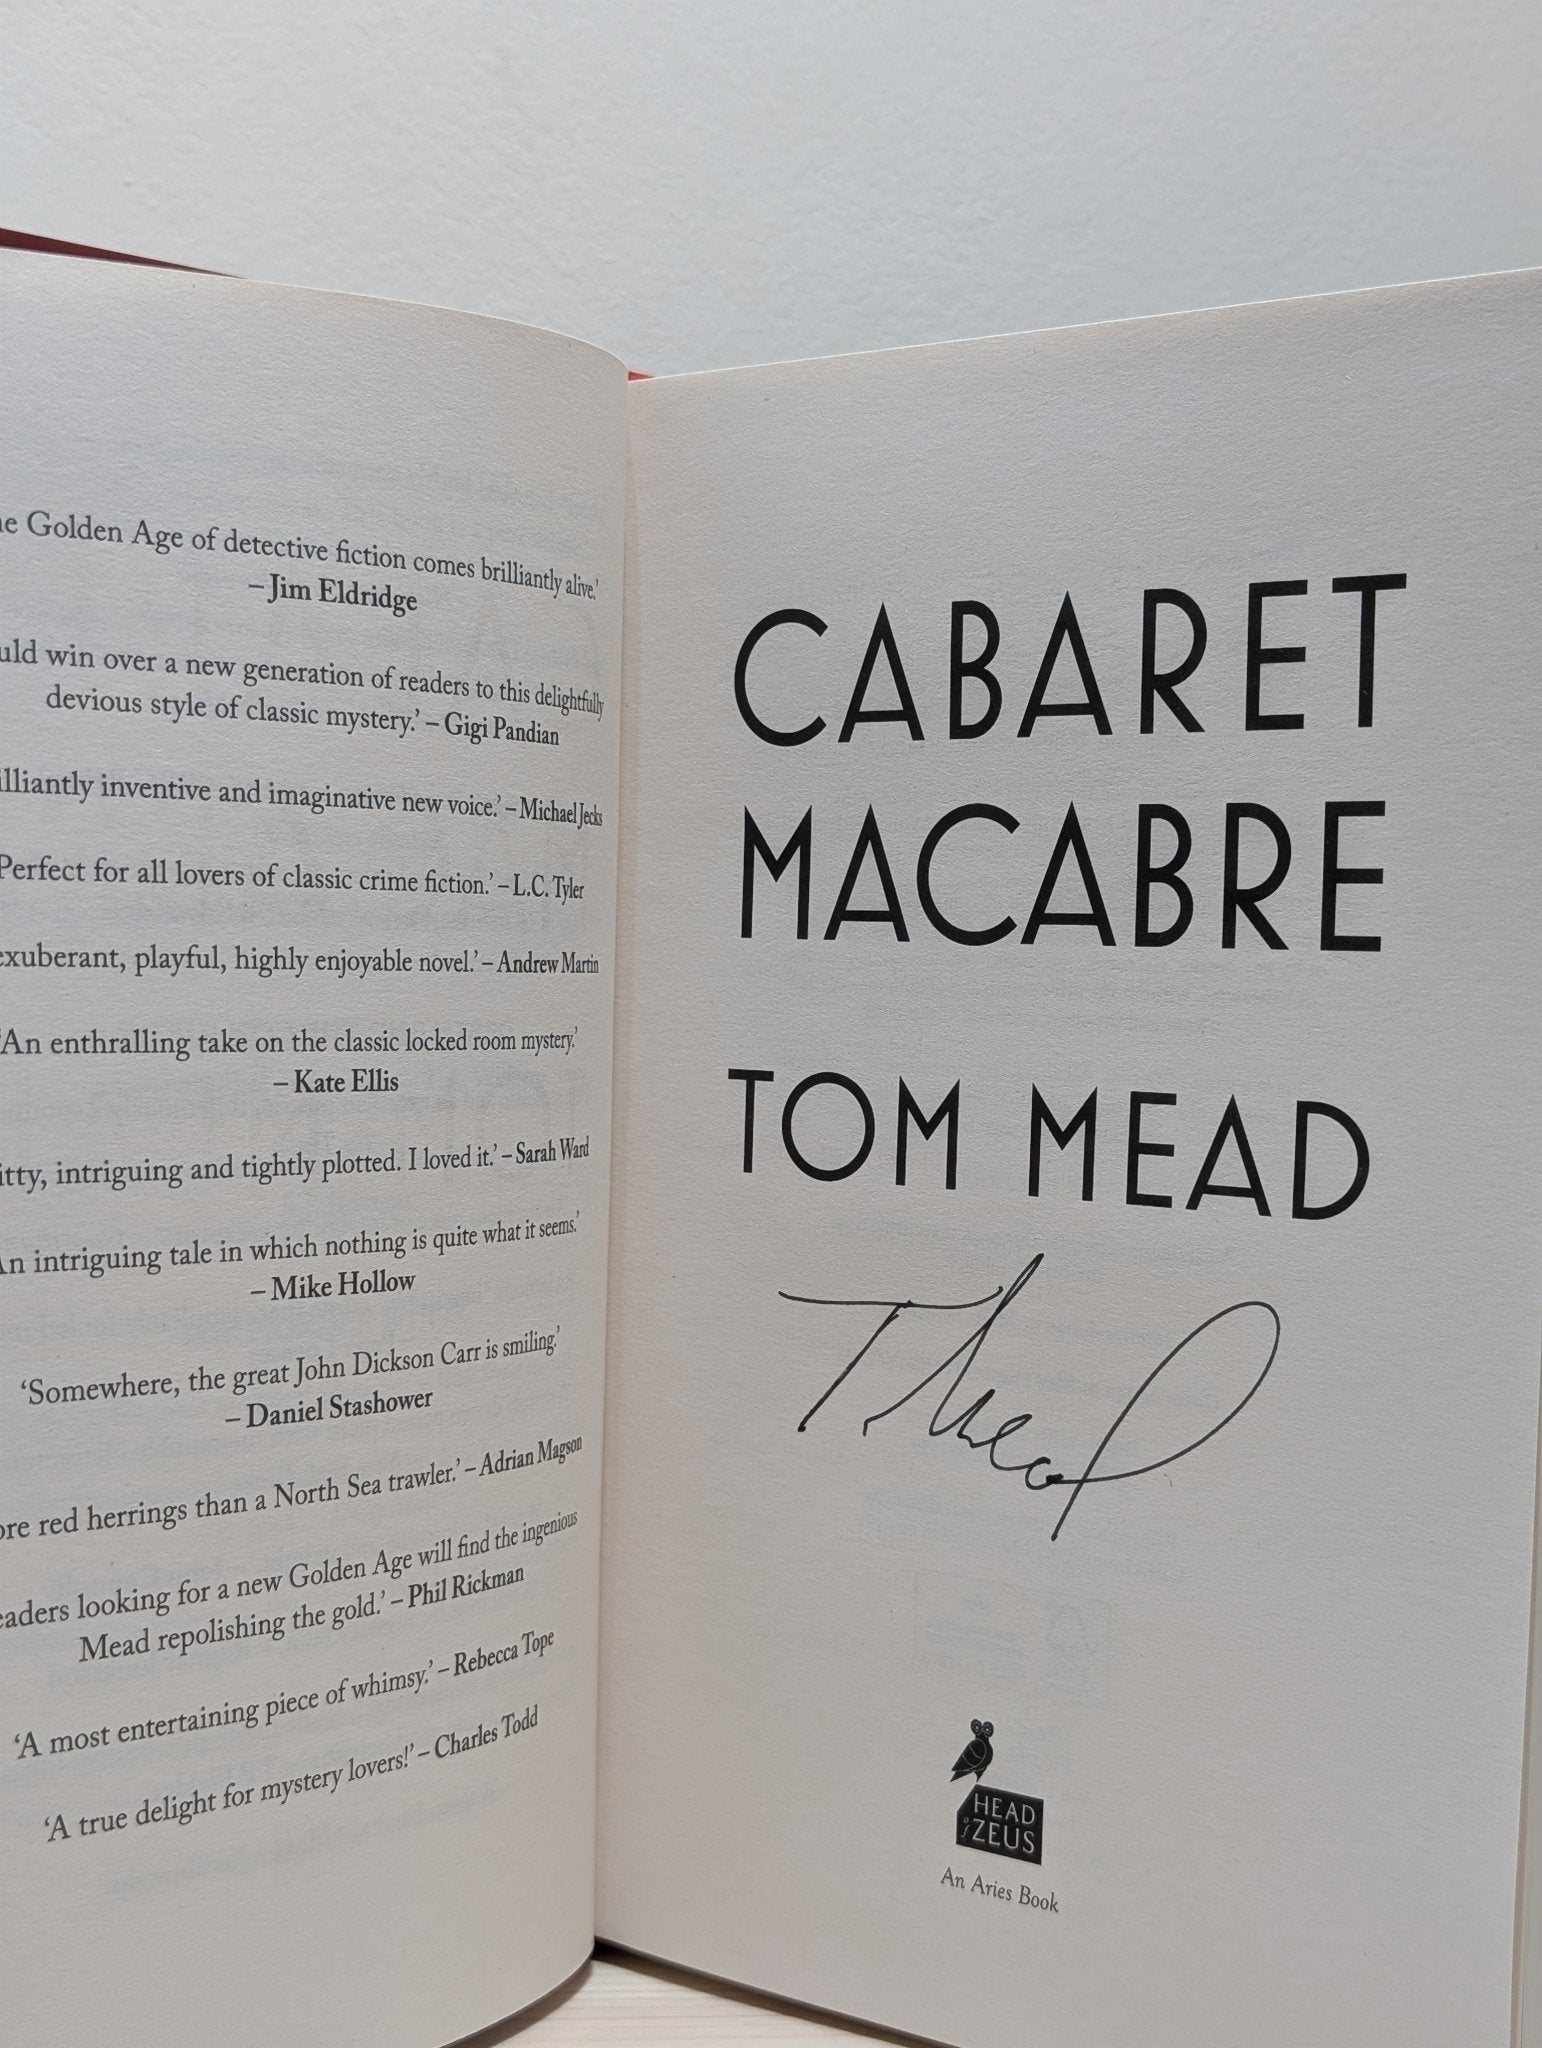 Golden Age of detective fiction comes brilliantly alive.'
– Jim Eldridge
win over a new generation of readers to this delightfully
devious style of classic mystery.' – Gigi Pandian
inventive and imaginative new voice.' – Michael Jecks
Perfect for all lovers of classic crime fiction.' – L.C. Tyler
exuberant, playful, highly enjoyable novel.' – Andrew Martin
'An enthralling take on the classic locked room mystery.'
– Kate Ellis
intriguing and tightly plotted. I loved it.' – Sarah Ward
An intriguing tale in which nothing is quite what it seems.'
– Mike Hollow
'Somewhere, the great John Dickson Carr is smiling.'
– Daniel Stashower
red herrings than a North Sea trawler.' – Adrian Magson
looking for a new Golden Age will find the ingenious
Mead repolishing the gold.' – Phil Rickman
'A most entertaining piece of whimsy.' – Rebecca Tope
'A true delight for mystery lovers!' – Charles Todd
CABARET
MACABRE
TOM MEAD
T Mead
HEAD
of ZEUS
An Aries Book